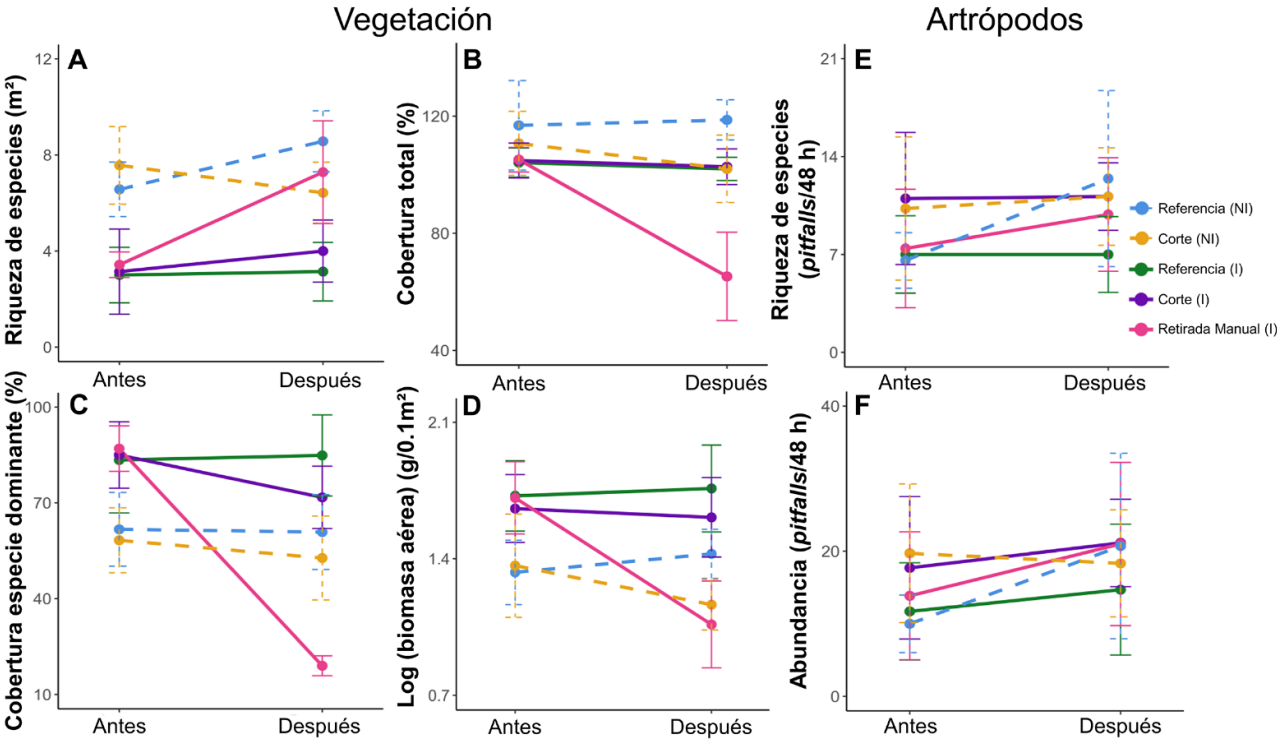 Vegetación
Artrópodos
A
Riqueza de especies (m²)
12
8
4
0
Antes
Después
B
Cobertura total (%)
120
80
40
Antes
Después
E
Riqueza de especies
(pitfalls/48 h)
21
14
7
0
Antes
Después
Referencia (NI)
Corte (NI)
Referencia (I)
Corte (I)
Retirada Manual (I)
C
Cobertura especie dominante (%)
100
70
40
10
Antes
Después
D
Log (biomasa aérea) (g/0.1m²)
2.1
1.4
0.7
Antes
Después
F
Abundancia (pitfalls/48 h)
40
20
0
Antes
Después